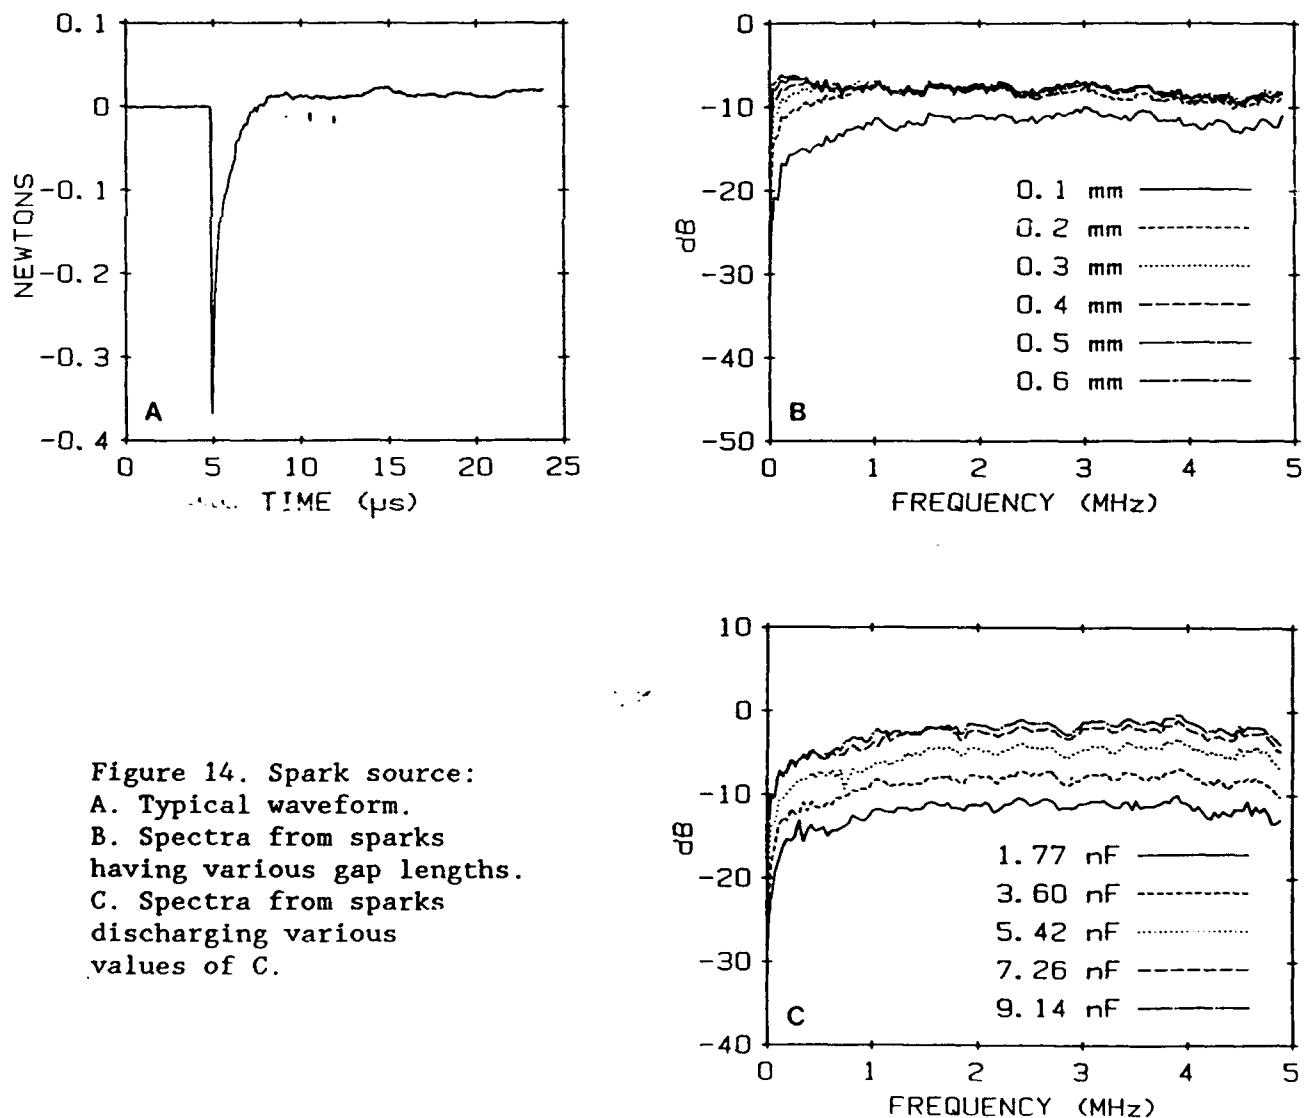 0.1
0
-0.1
-0.2
-0.3
-0.4
NEWTONS
A
0 5 10 15 20 25
TIME (µs)
0
-10
-20
-30
-40
-50
dB
0.1 mm
0.2 mm
0.3 mm
0.4 mm
0.5 mm
0.6 mm
B
0 1 2 3 4 5
FREQUENCY (MHz)
10
0
-10
-20
-30
-40
dB
1.77 nF
3.60 nF
5.42 nF
7.26 nF
9.14 nF
C
0 1 2 3 4 5
FREQUENCY (MHz)
Figure 14. Spark source:
A. Typical waveform.
B. Spectra from sparks
having various gap lengths.
C. Spectra from sparks
discharging various
values of C.